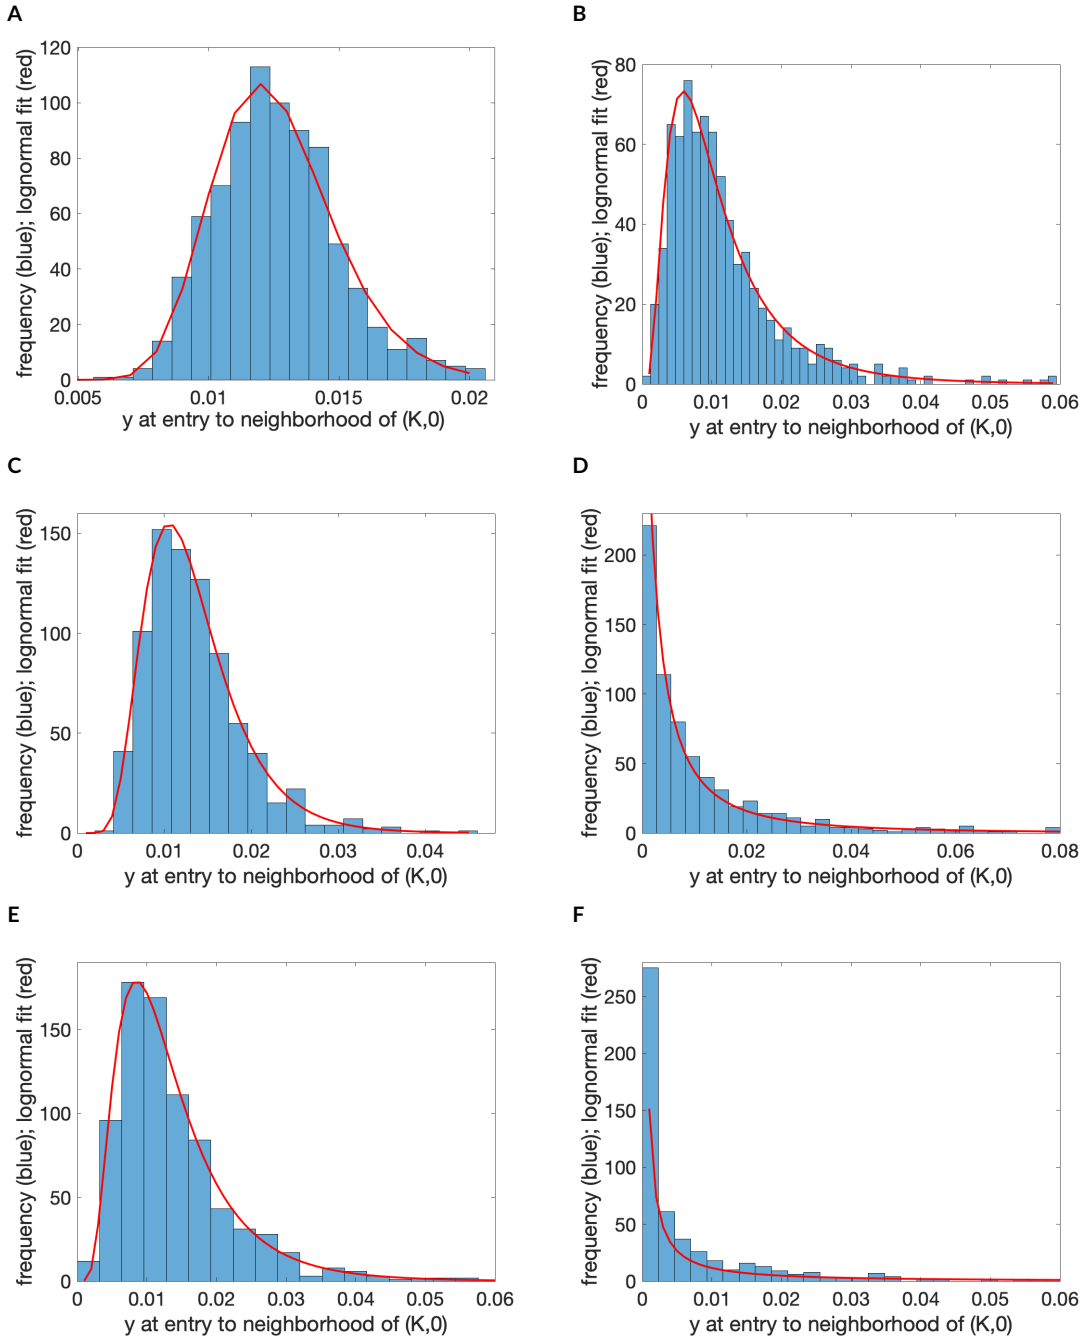 A
frequency (blue); lognormal fit (red)
120
100
80
60
40
20
0
0.005 0.01 0.015 0.02
y at entry to neighborhood of (K,0)
B
frequency (blue); lognormal fit (red)
80
60
40
20
0
0 0.01 0.02 0.03 0.04 0.05 0.06
y at entry to neighborhood of (K,0)
C
frequency (blue); lognormal fit (red)
150
100
50
0
0 0.01 0.02 0.03 0.04
y at entry to neighborhood of (K,0)
D
frequency (blue); lognormal fit (red)
200
150
100
50
0
0 0.02 0.04 0.06 0.08
y at entry to neighborhood of (K,0)
E
frequency (blue); lognormal fit (red)
150
100
50
0
0 0.01 0.02 0.03 0.04 0.05 0.06
y at entry to neighborhood of (K,0)
F
frequency (blue); lognormal fit (red)
250
200
150
100
50
0
0 0.01 0.02 0.03 0.04 0.05 0.06
y at entry to neighborhood of (K,0)